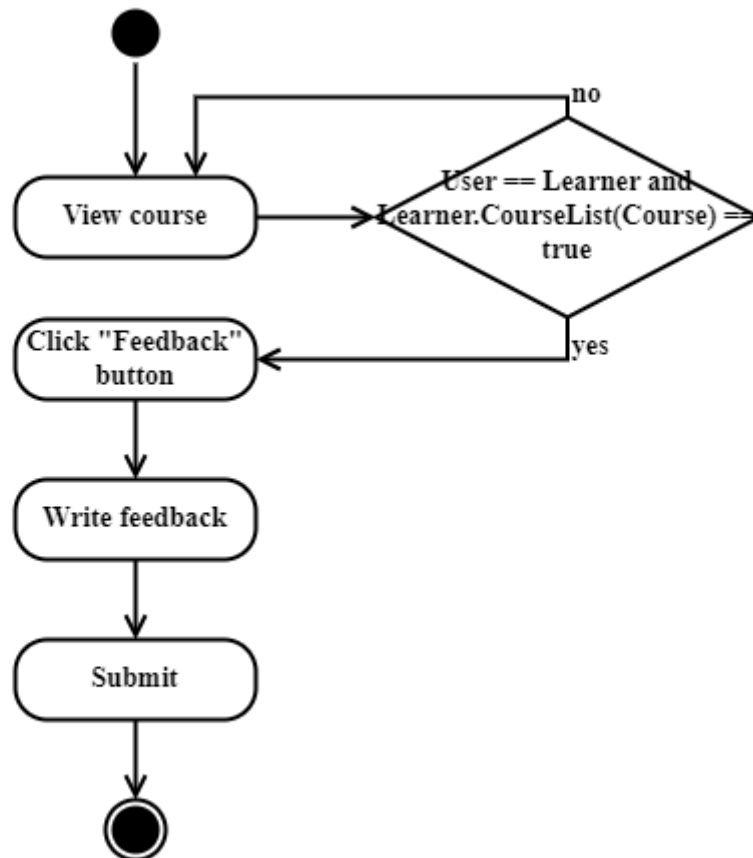 no
View course
User == Learner and
Learner.CourseList(Course) ==
true
Click "Feedback"
button
yes
Write feedback
Submit